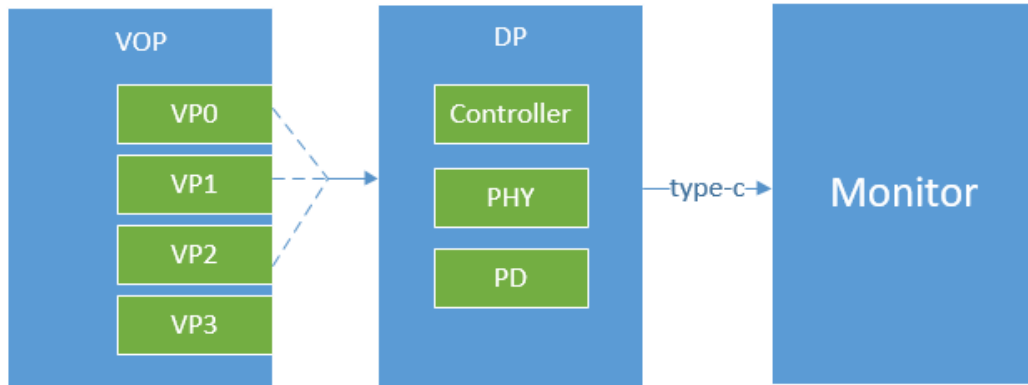 VOP
VP0
VP1
VP2
VP3
DP
Controller
PHY
PD
type-c
Monitor